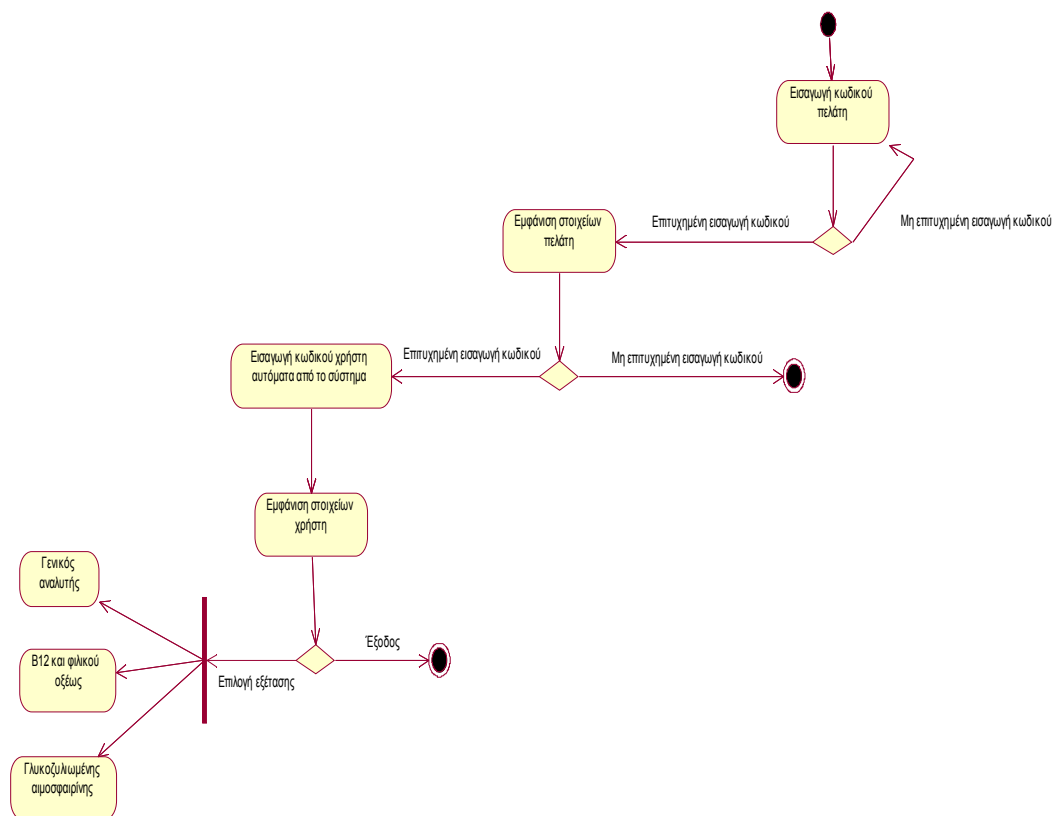 Εισαγωγή κωδικού
πελάτη
Εμφάνιση στοιχείων
πελάτη
Επιτυχημένη εισαγωγή κωδικού
Μη επιτυχημένη εισαγωγή κωδικού
Εισαγωγή κωδικού χρήστη
αυτόματα από το σύστημα
Επιτυχημένη εισαγωγή κωδικού
Μη επιτυχημένη εισαγωγή κωδικού
Εμφάνιση στοιχείων
χρήστη
Γενικός
αναλυτής
Έξοδος
Β12 και φιλικού
οξέως
Επιλογή εξέτασης
Γλυκοζυλιωμένης
αιμοσφαιρίνης